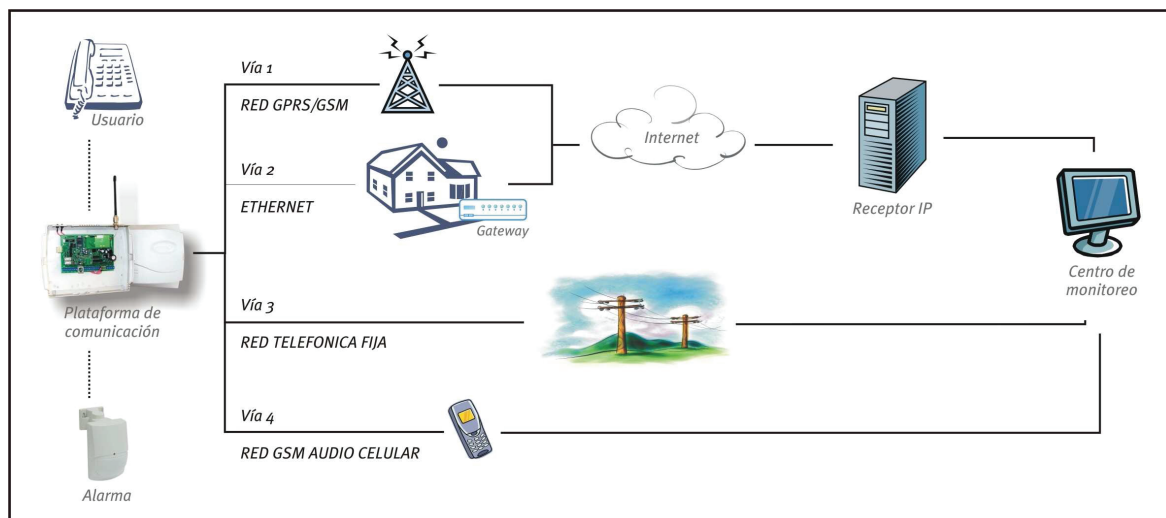 Usuario
Plataforma de
comunicación
Alarma
Vía 1
RED GPRS/GSM
Vía 2
ETHERNET
Gateway
Internet
Receptor IP
Centro de
monitoreo
Vía 3
RED TELEFONICA FIJA
Vía 4
RED GSM AUDIO CELULAR